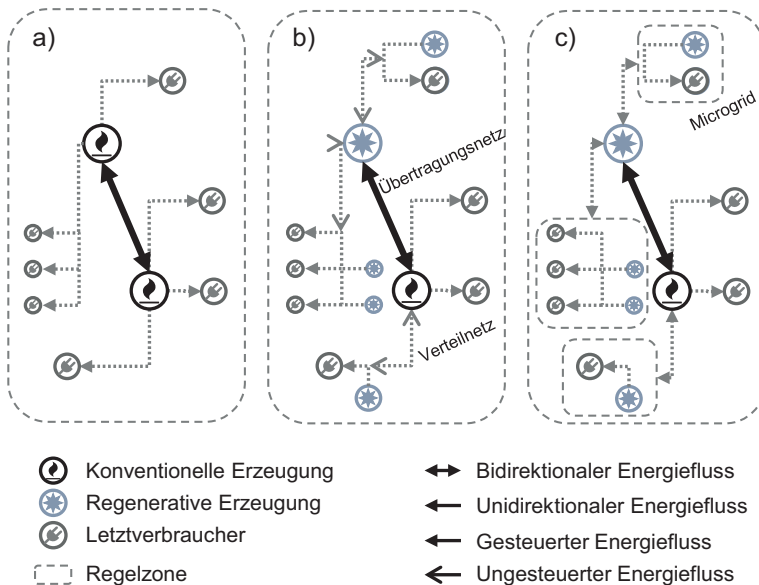 a)
b)
c)
Microgrid
Übertragungsnetz
Verteilnetz
Konventionelle Erzeugung
Regenerative Erzeugung
Letztverbraucher
Regelzone
Bidirektionaler Energiefluss
Unidirektionaler Energiefluss
Gesteuerter Energiefluss
Ungesteuerter Energiefluss